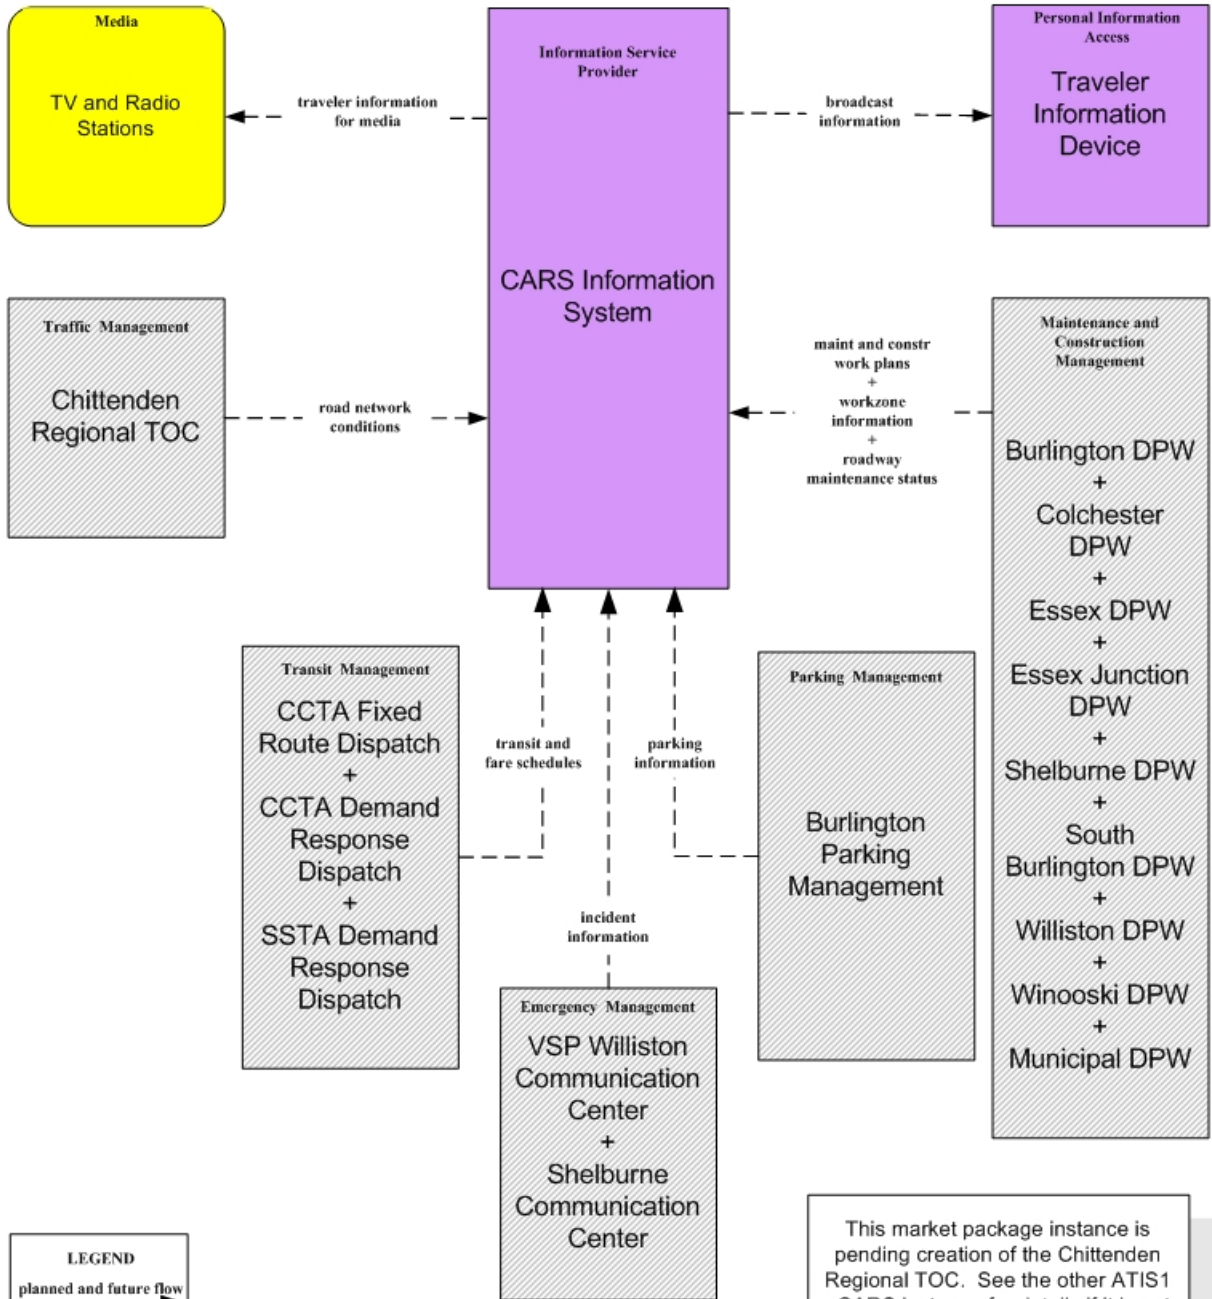 Media
TV and Radio
Stations
traveler information
for media
Information Service
Provider
CARS Information
System
broadcast
information
Personal Information
Access
Traveler
Information
Device
Traffic Management
Chittenden
Regional TOC
road network
conditions
maint and constr
work plans
+
workzone
information
+
roadway
maintenance status
Maintenance and
Construction
Management
Burlington DPW
+
Colchester
DPW
+
Essex DPW
+
Essex Junction
DPW
+
Shelburne DPW
+
South
Burlington DPW
+
Williston DPW
+
Winooski DPW
+
Municipal DPW
Transit Management
CCTA Fixed
Route Dispatch
+
CCTA Demand
Response
Dispatch
+
SSTA Demand
Response
Dispatch
transit and
fare schedules
parking
information
Parking Management
Burlington
Parking
Management
incident
information
Emergency Management
VSP Williston
Communication
Center
+
Shelburne
Communication
Center
LEGEND
planned and future flow
This market package instance is
pending creation of the Chittenden
Regional TOC. See the other ATIS1